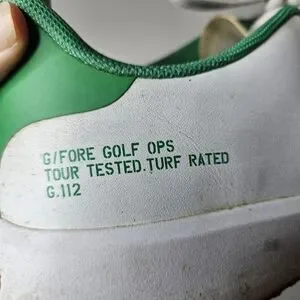 G/FORE GOLF OPS
TOUR TESTED.TURF RATED
G.112